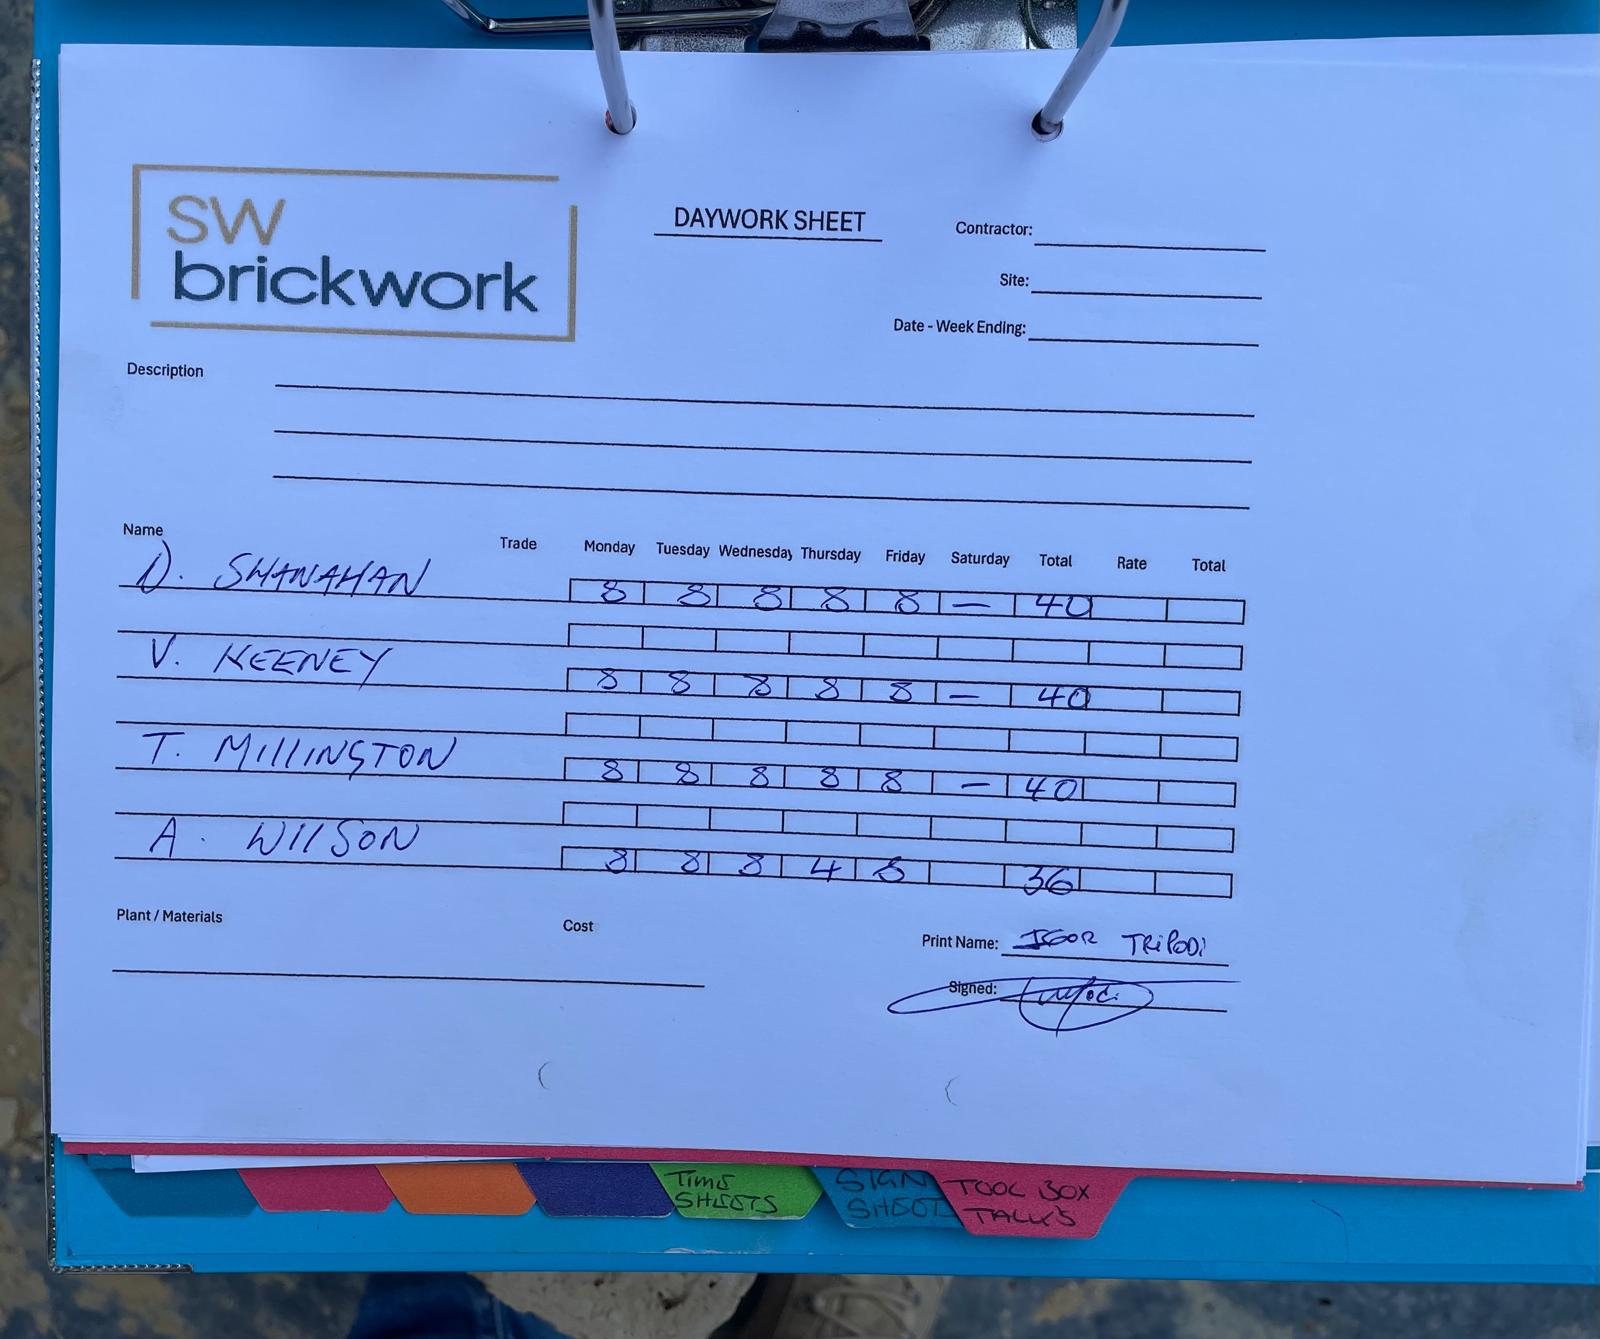 SW
brickwork
DAYWORK SHEET
Contractor:
Site:
Date - Week Ending:
Description
Name Trade Monday Tuesday Wednesday Thursday Friday Saturday Total Rate Total
D. SHANAHAN 8 8 8 8 8 — 40
V. KEENEY 8 8 8 8 8 — 40
T. MILLINGTON 8 8 8 8 8 — 40
A. WILSON 8 8 8 4 8 36
Plant / Materials Cost
Print Name: IGOR TRIPODI
Signed:
TIME SHEETS
SIGN SHEET
TOOL BOX TALKS